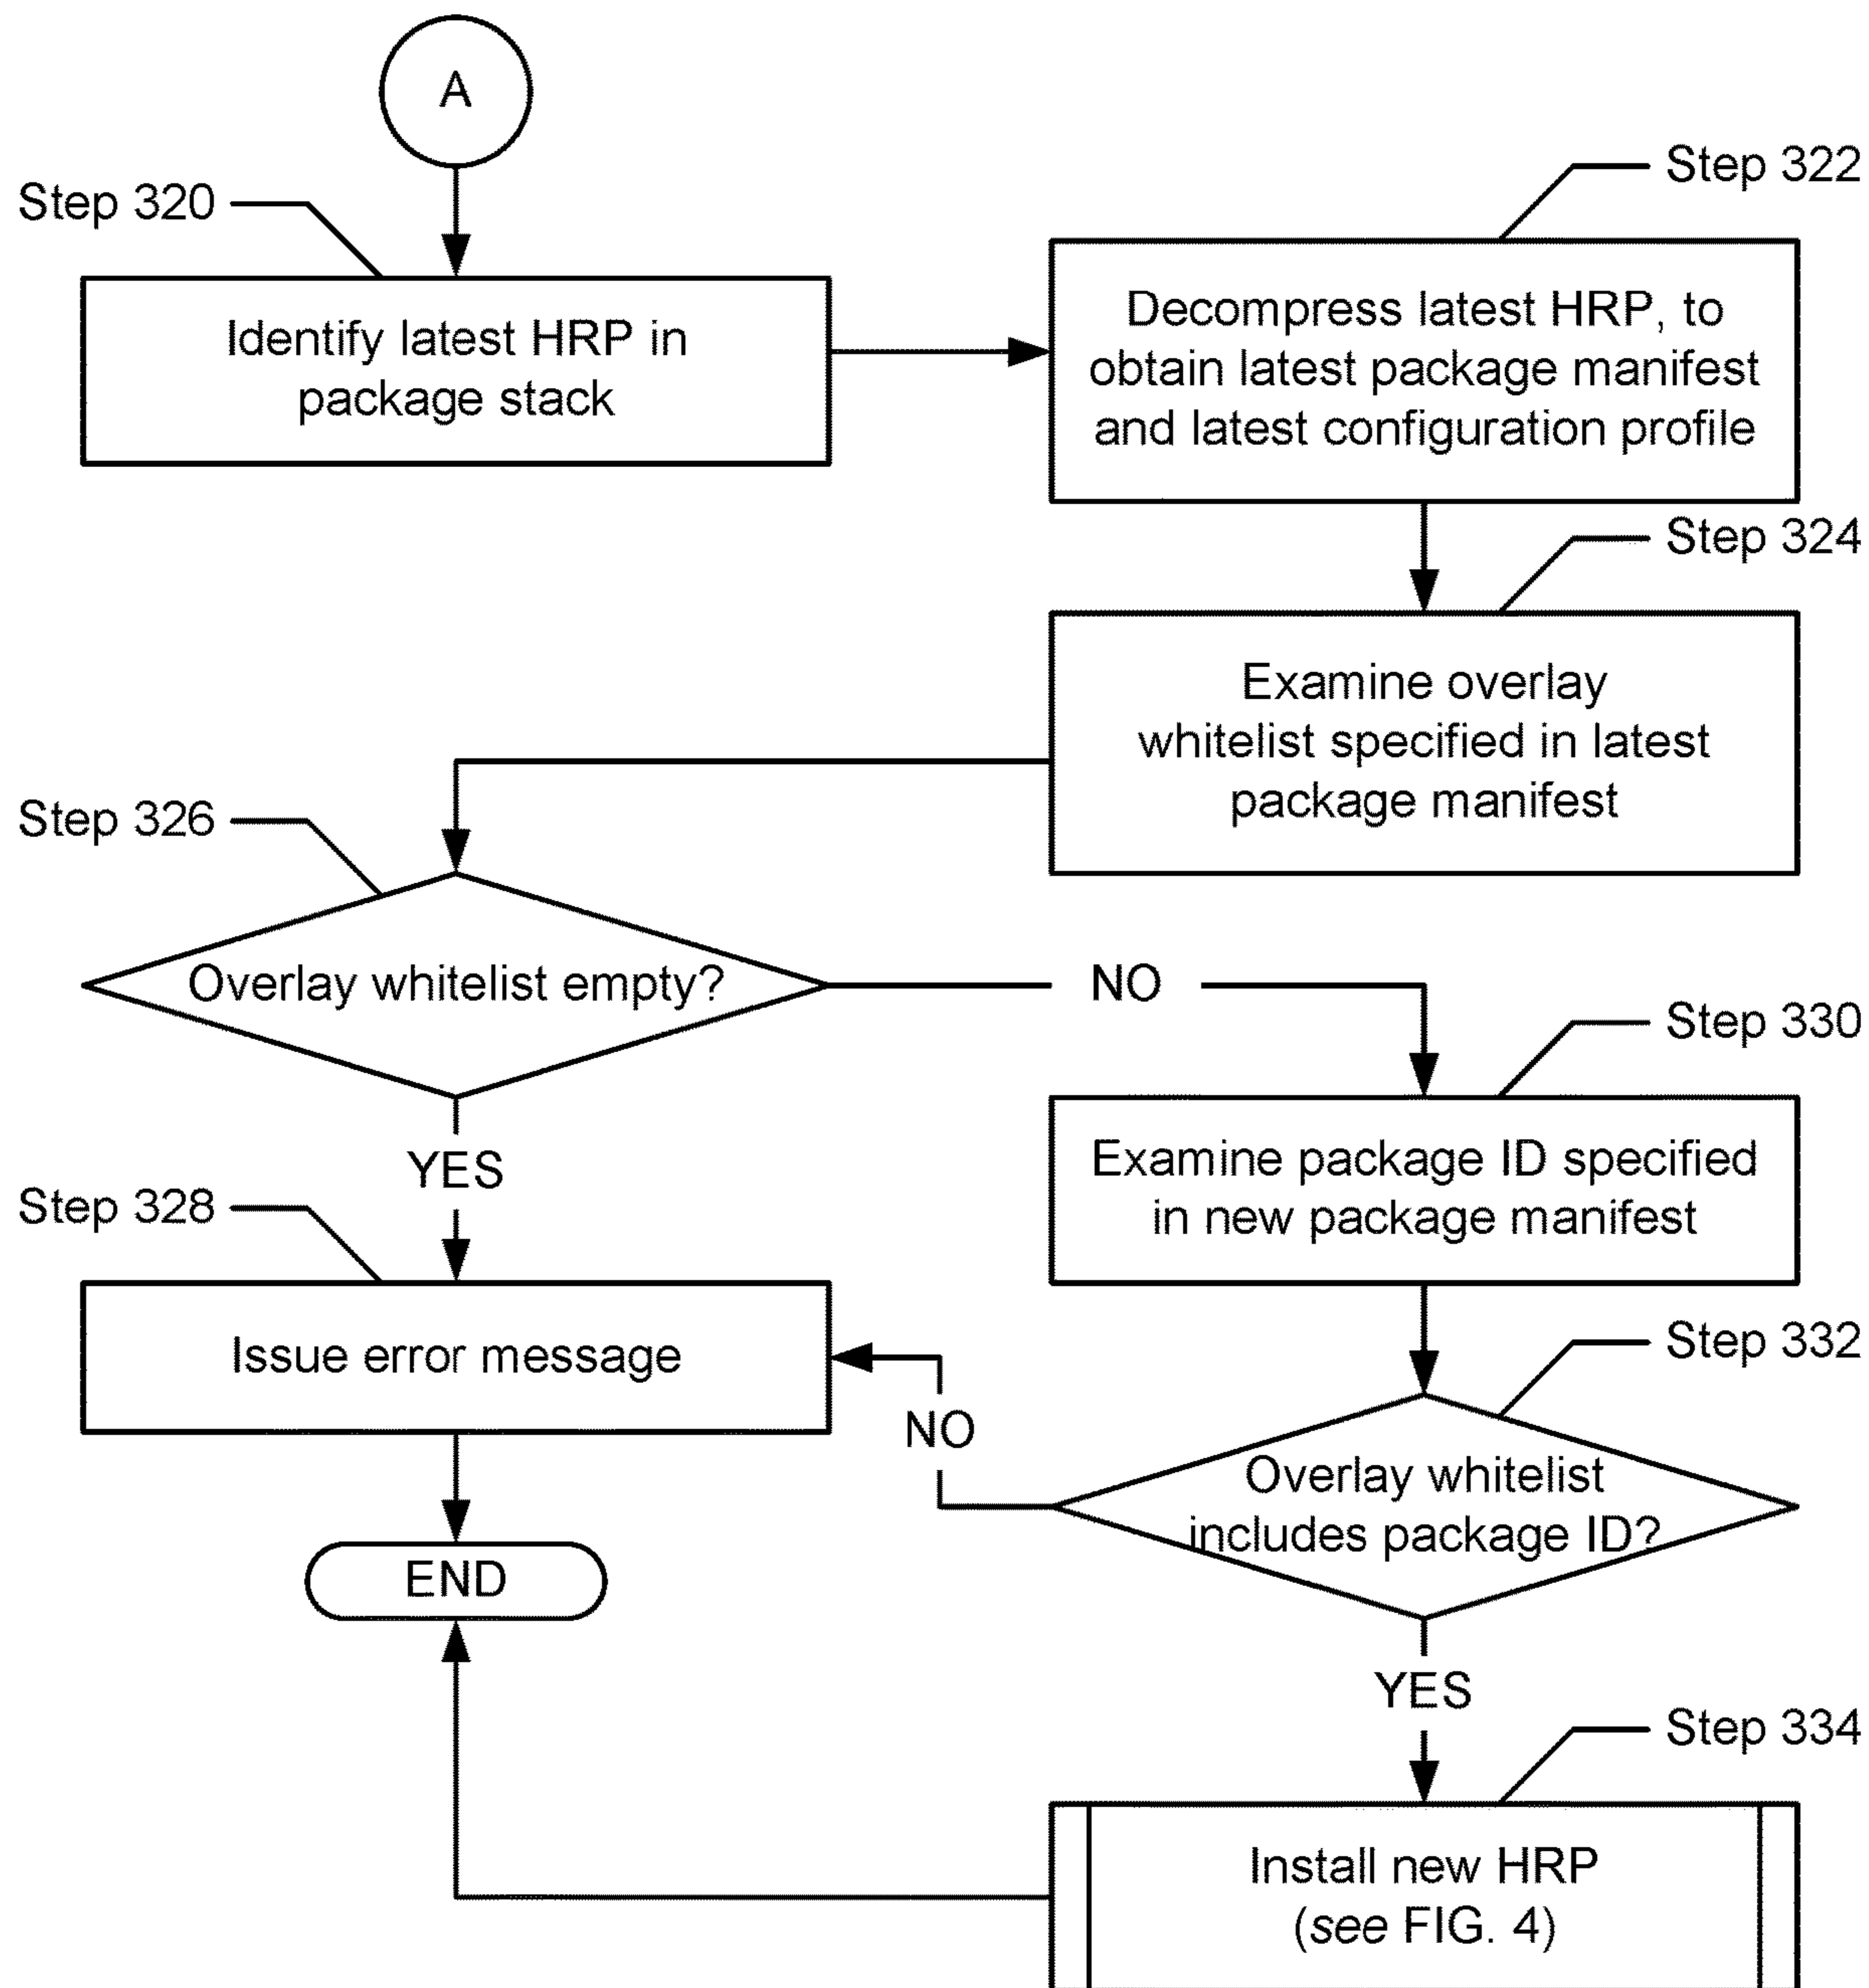 A
Step 320
Identify latest HRP in
package stack
Step 322
Decompress latest HRP, to
obtain latest package manifest
and latest configuration profile
Step 324
Examine overlay
whitelist specified in latest
package manifest
Step 326
Overlay whitelist empty?
NO
YES
Step 328
Issue error message
Step 330
Examine package ID specified
in new package manifest
Step 332
Overlay whitelist
includes package ID?
NO
END
YES
Step 334
Install new HRP
(see FIG. 4)